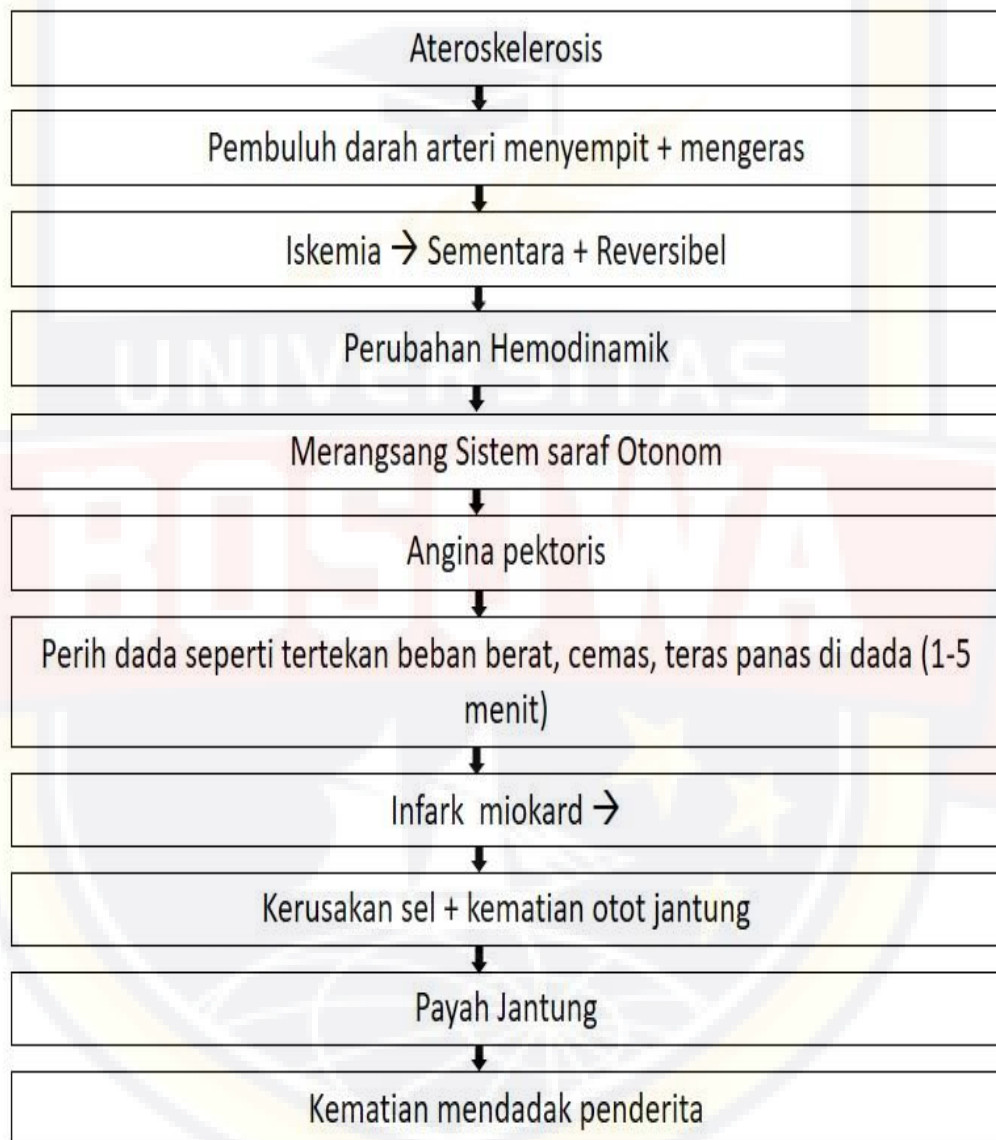 Ateroskelerosis
Pembuluh darah arteri menyempit + mengeras
Iskemia → Sementara + Reversibel
Perubahan Hemodinamik
UNIVERSITAS
Merangsang Sistem saraf Otonom
BOSOWA
Angina pektoris
Perih dada seperti tertekan beban berat, cemas, teras panas di dada (1-5
menit)
Infark miokard →
Kerusakan sel + kematian otot jantung
Payah Jantung
Kematian mendadak penderita